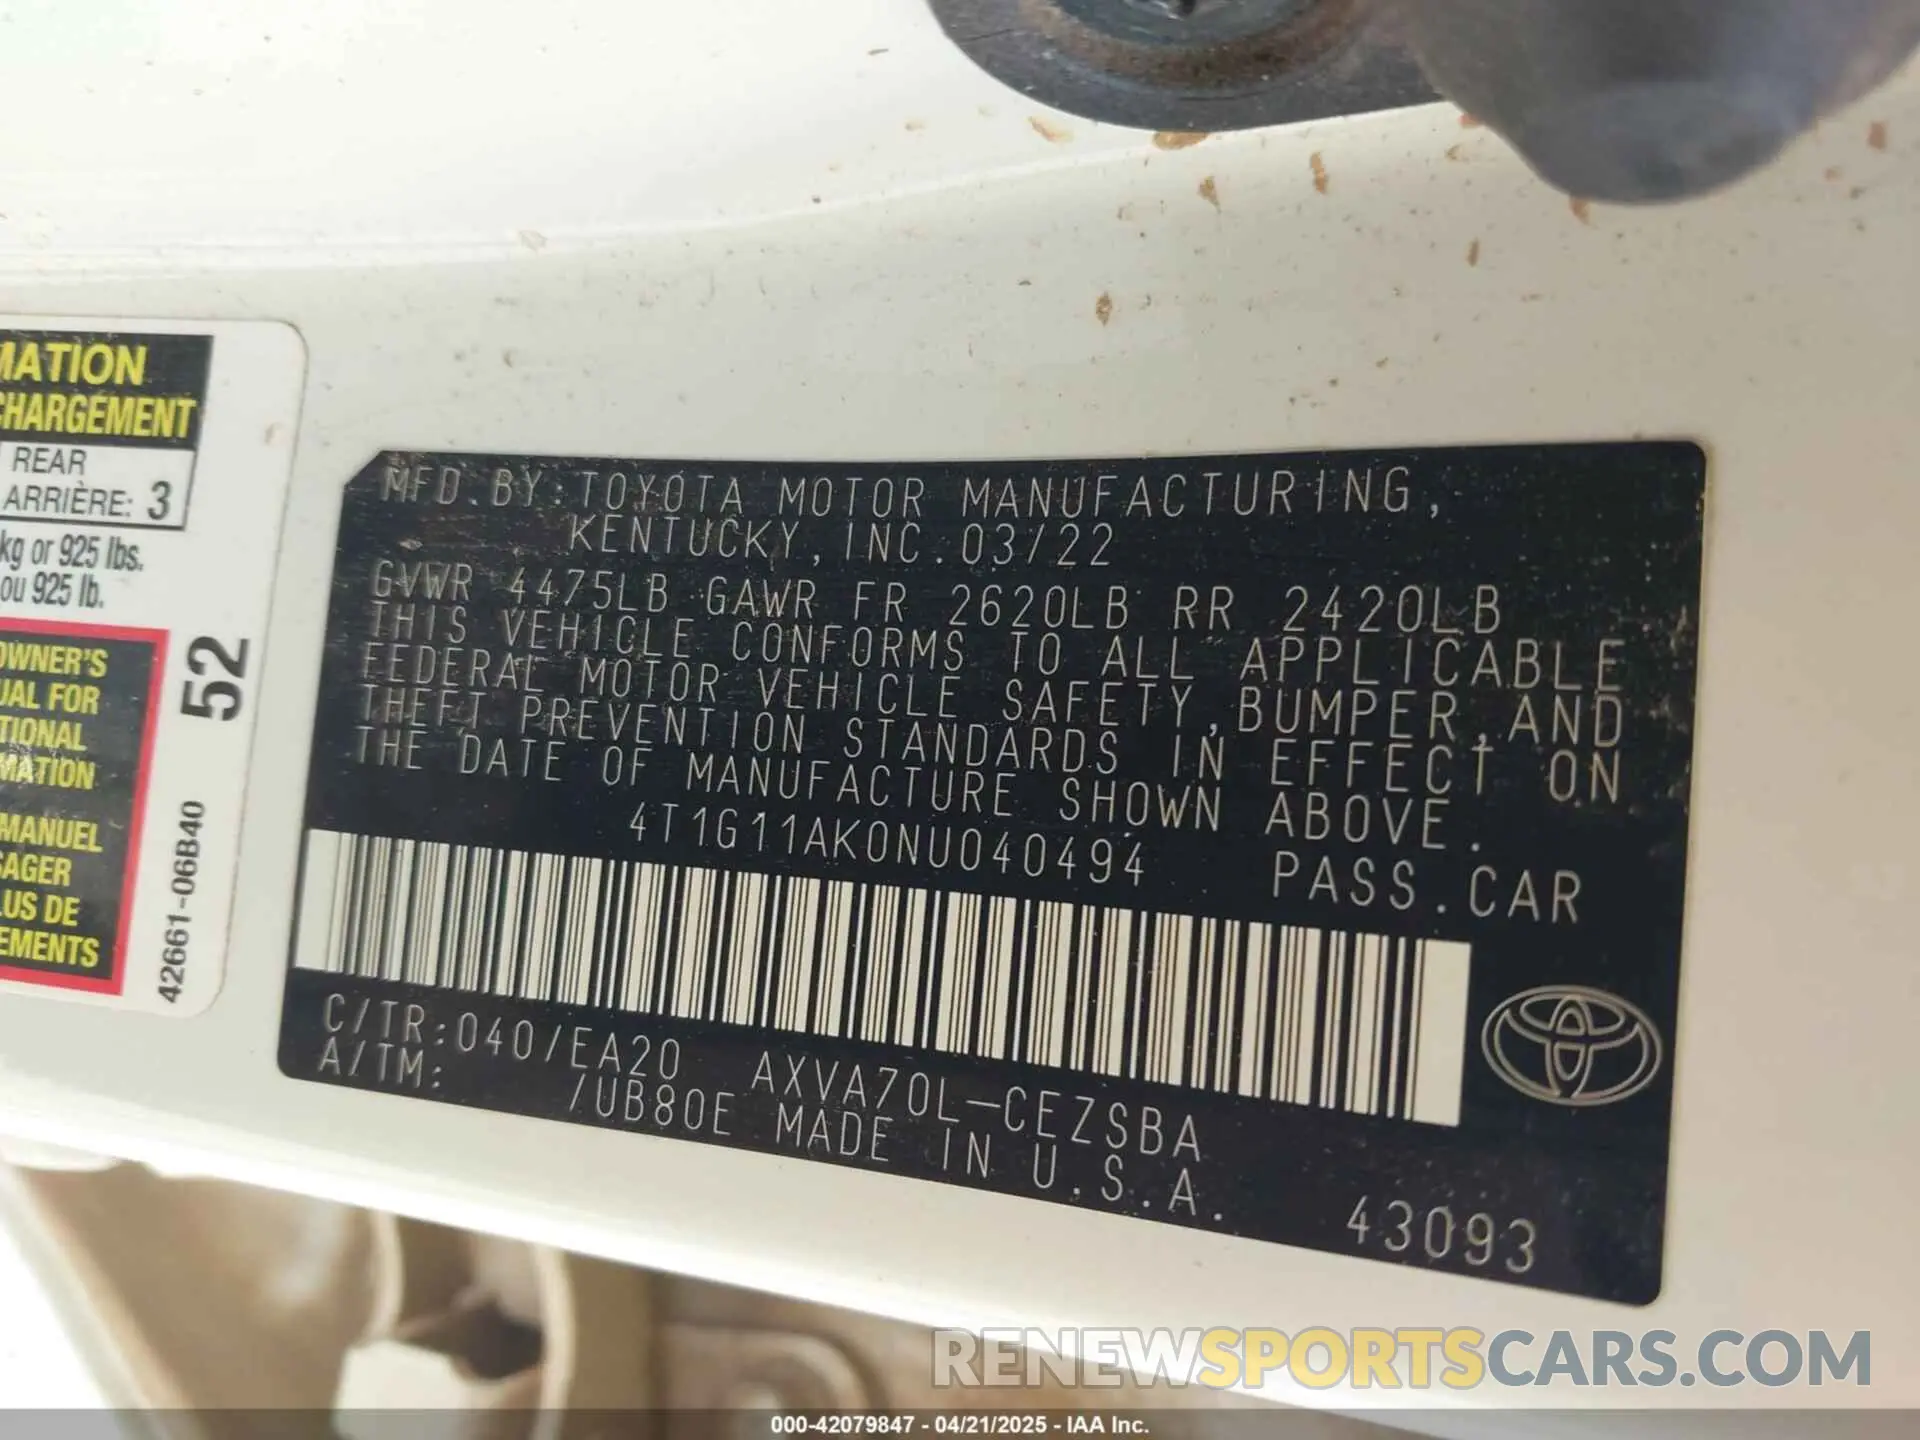 MATION
CHARGEMENT
REAR
ARRIÈRE: 3
kg or 925 lbs.
ou 925 lb.
OWNER'S
UAL FOR
TIONAL
MATION
MANUEL
SAGER
LUS DE
EMENTS
52
42661-06B40
MFD.BY:TOYOTA MOTOR MANUFACTURING,
KENTUCKY,INC.03/22
GVWR 4475LB GAWR FR 2620LB RR 2420LB
THIS VEHICLE CONFORMS TO ALL APPLICABLE
FEDERAL MOTOR VEHICLE SAFETY,BUMPER,AND
THEFT PREVENTION STANDARDS IN EFFECT ON
THE DATE OF MANUFACTURE SHOWN ABOVE.
4T1G11AK0NU040494 PASS.CAR
C/TR:040/EA20 AXVA70L-CEZSBA
A/TM: /UB80E MADE IN U.S.A.
43093
RENEWSPORTSCARS.COM
000-42079847 - 04/21/2025 - IAA Inc.